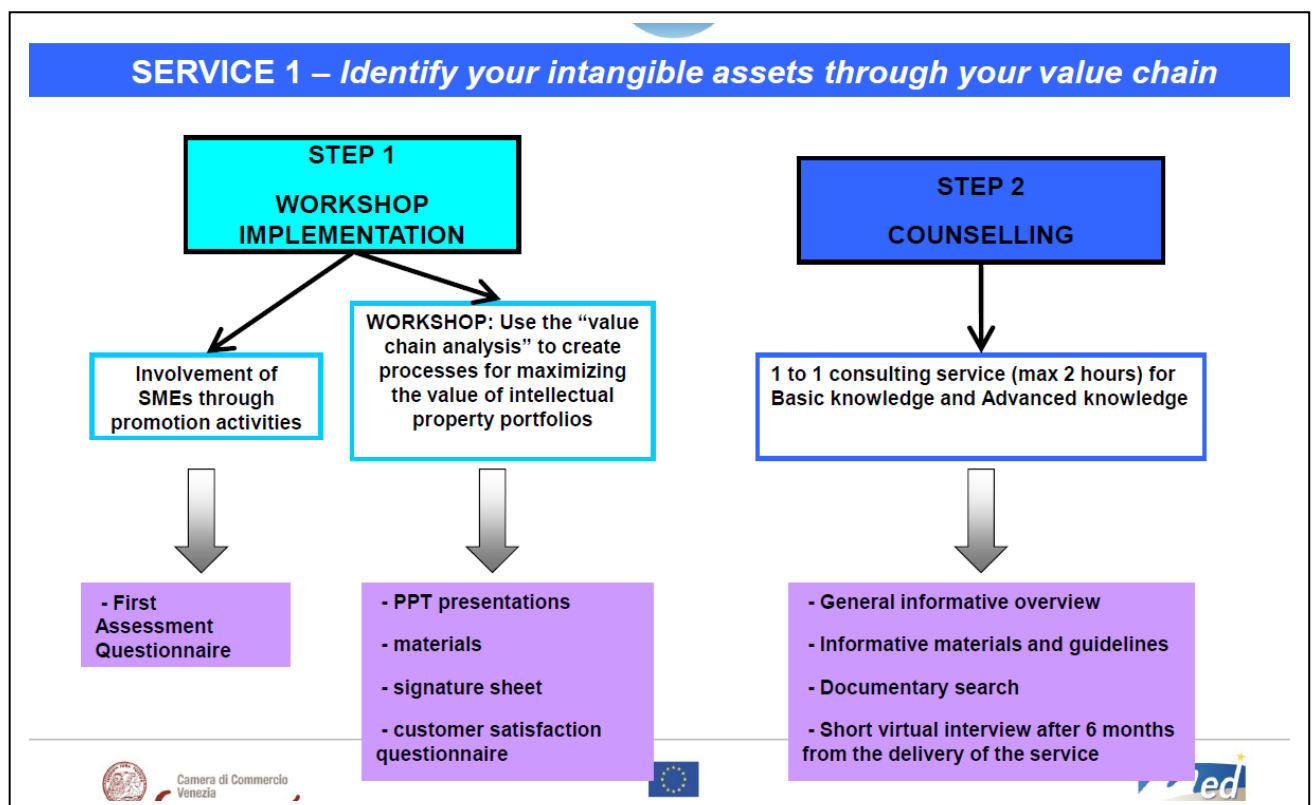 SERVICE 1 – Identify your intangible assets through your value chain
STEP 1
WORKSHOP
IMPLEMENTATION
STEP 2
COUNSELLING
Involvement of
SMEs through
promotion activities
WORKSHOP: Use the “value
chain analysis” to create
processes for maximizing
the value of intellectual
property portfolios
1 to 1 consulting service (max 2 hours) for
Basic knowledge and Advanced knowledge
- First
Assessment
Questionnaire
- PPT presentations
- materials
- signature sheet
- customer satisfaction
questionnaire
- General informative overview
- Informative materials and guidelines
- Documentary search
- Short virtual interview after 6 months
from the delivery of the service
Camera di Commercio
Venezia